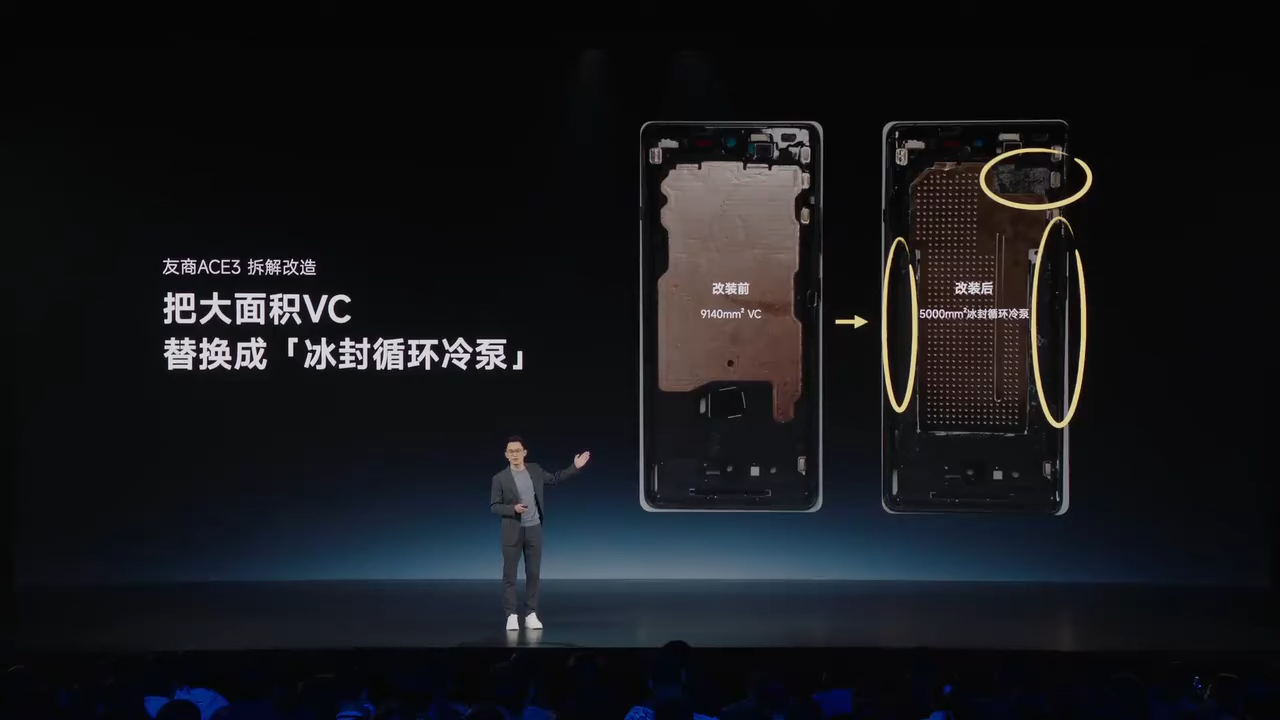 友商ACE3 拆解改造
把大面积VC
替换成「冰封循环冷泵」
改装前
9140mm² VC
改装后
5000mm²冰封循环冷泵